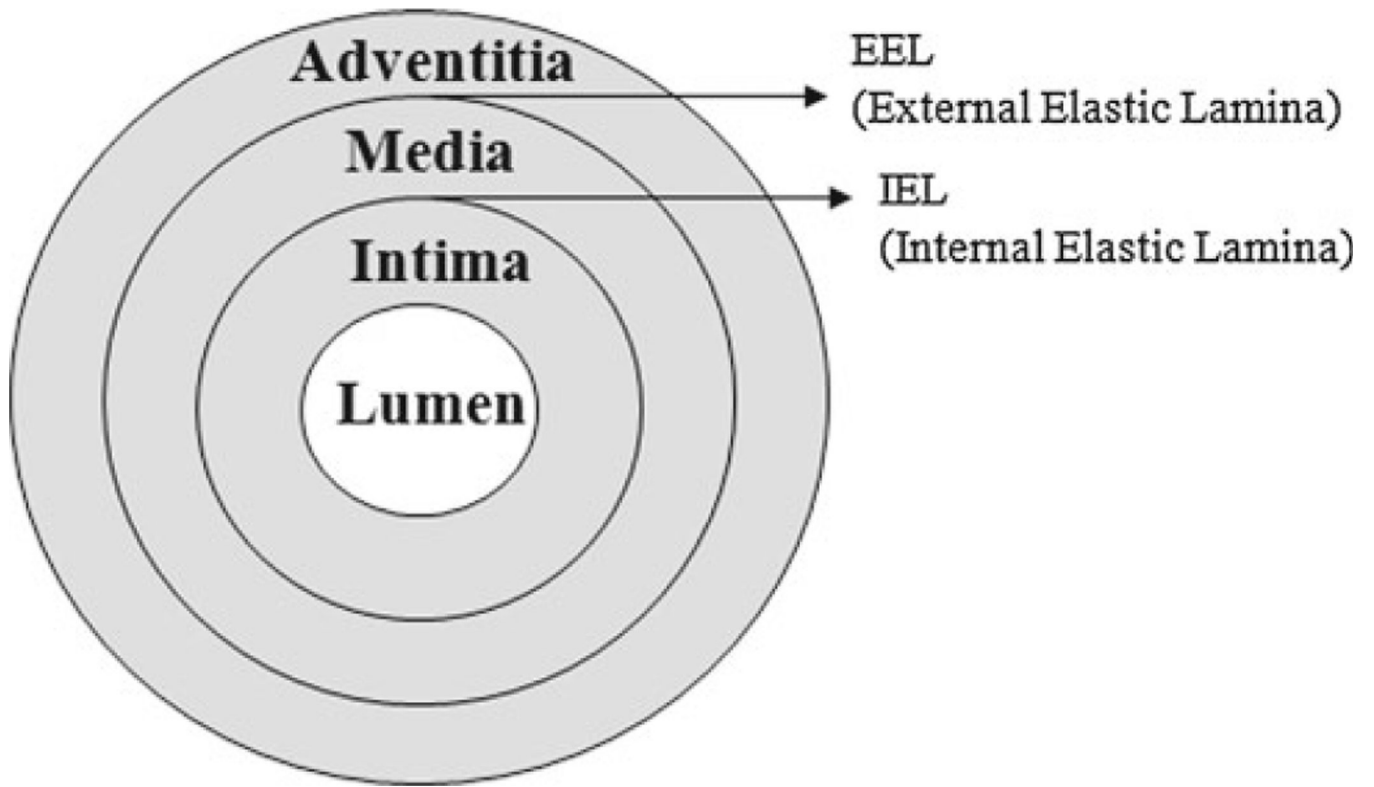 Adventitia
EEL
(External Elastic Lamina)
Media
IEL
(Internal Elastic Lamina)
Intima
Lumen